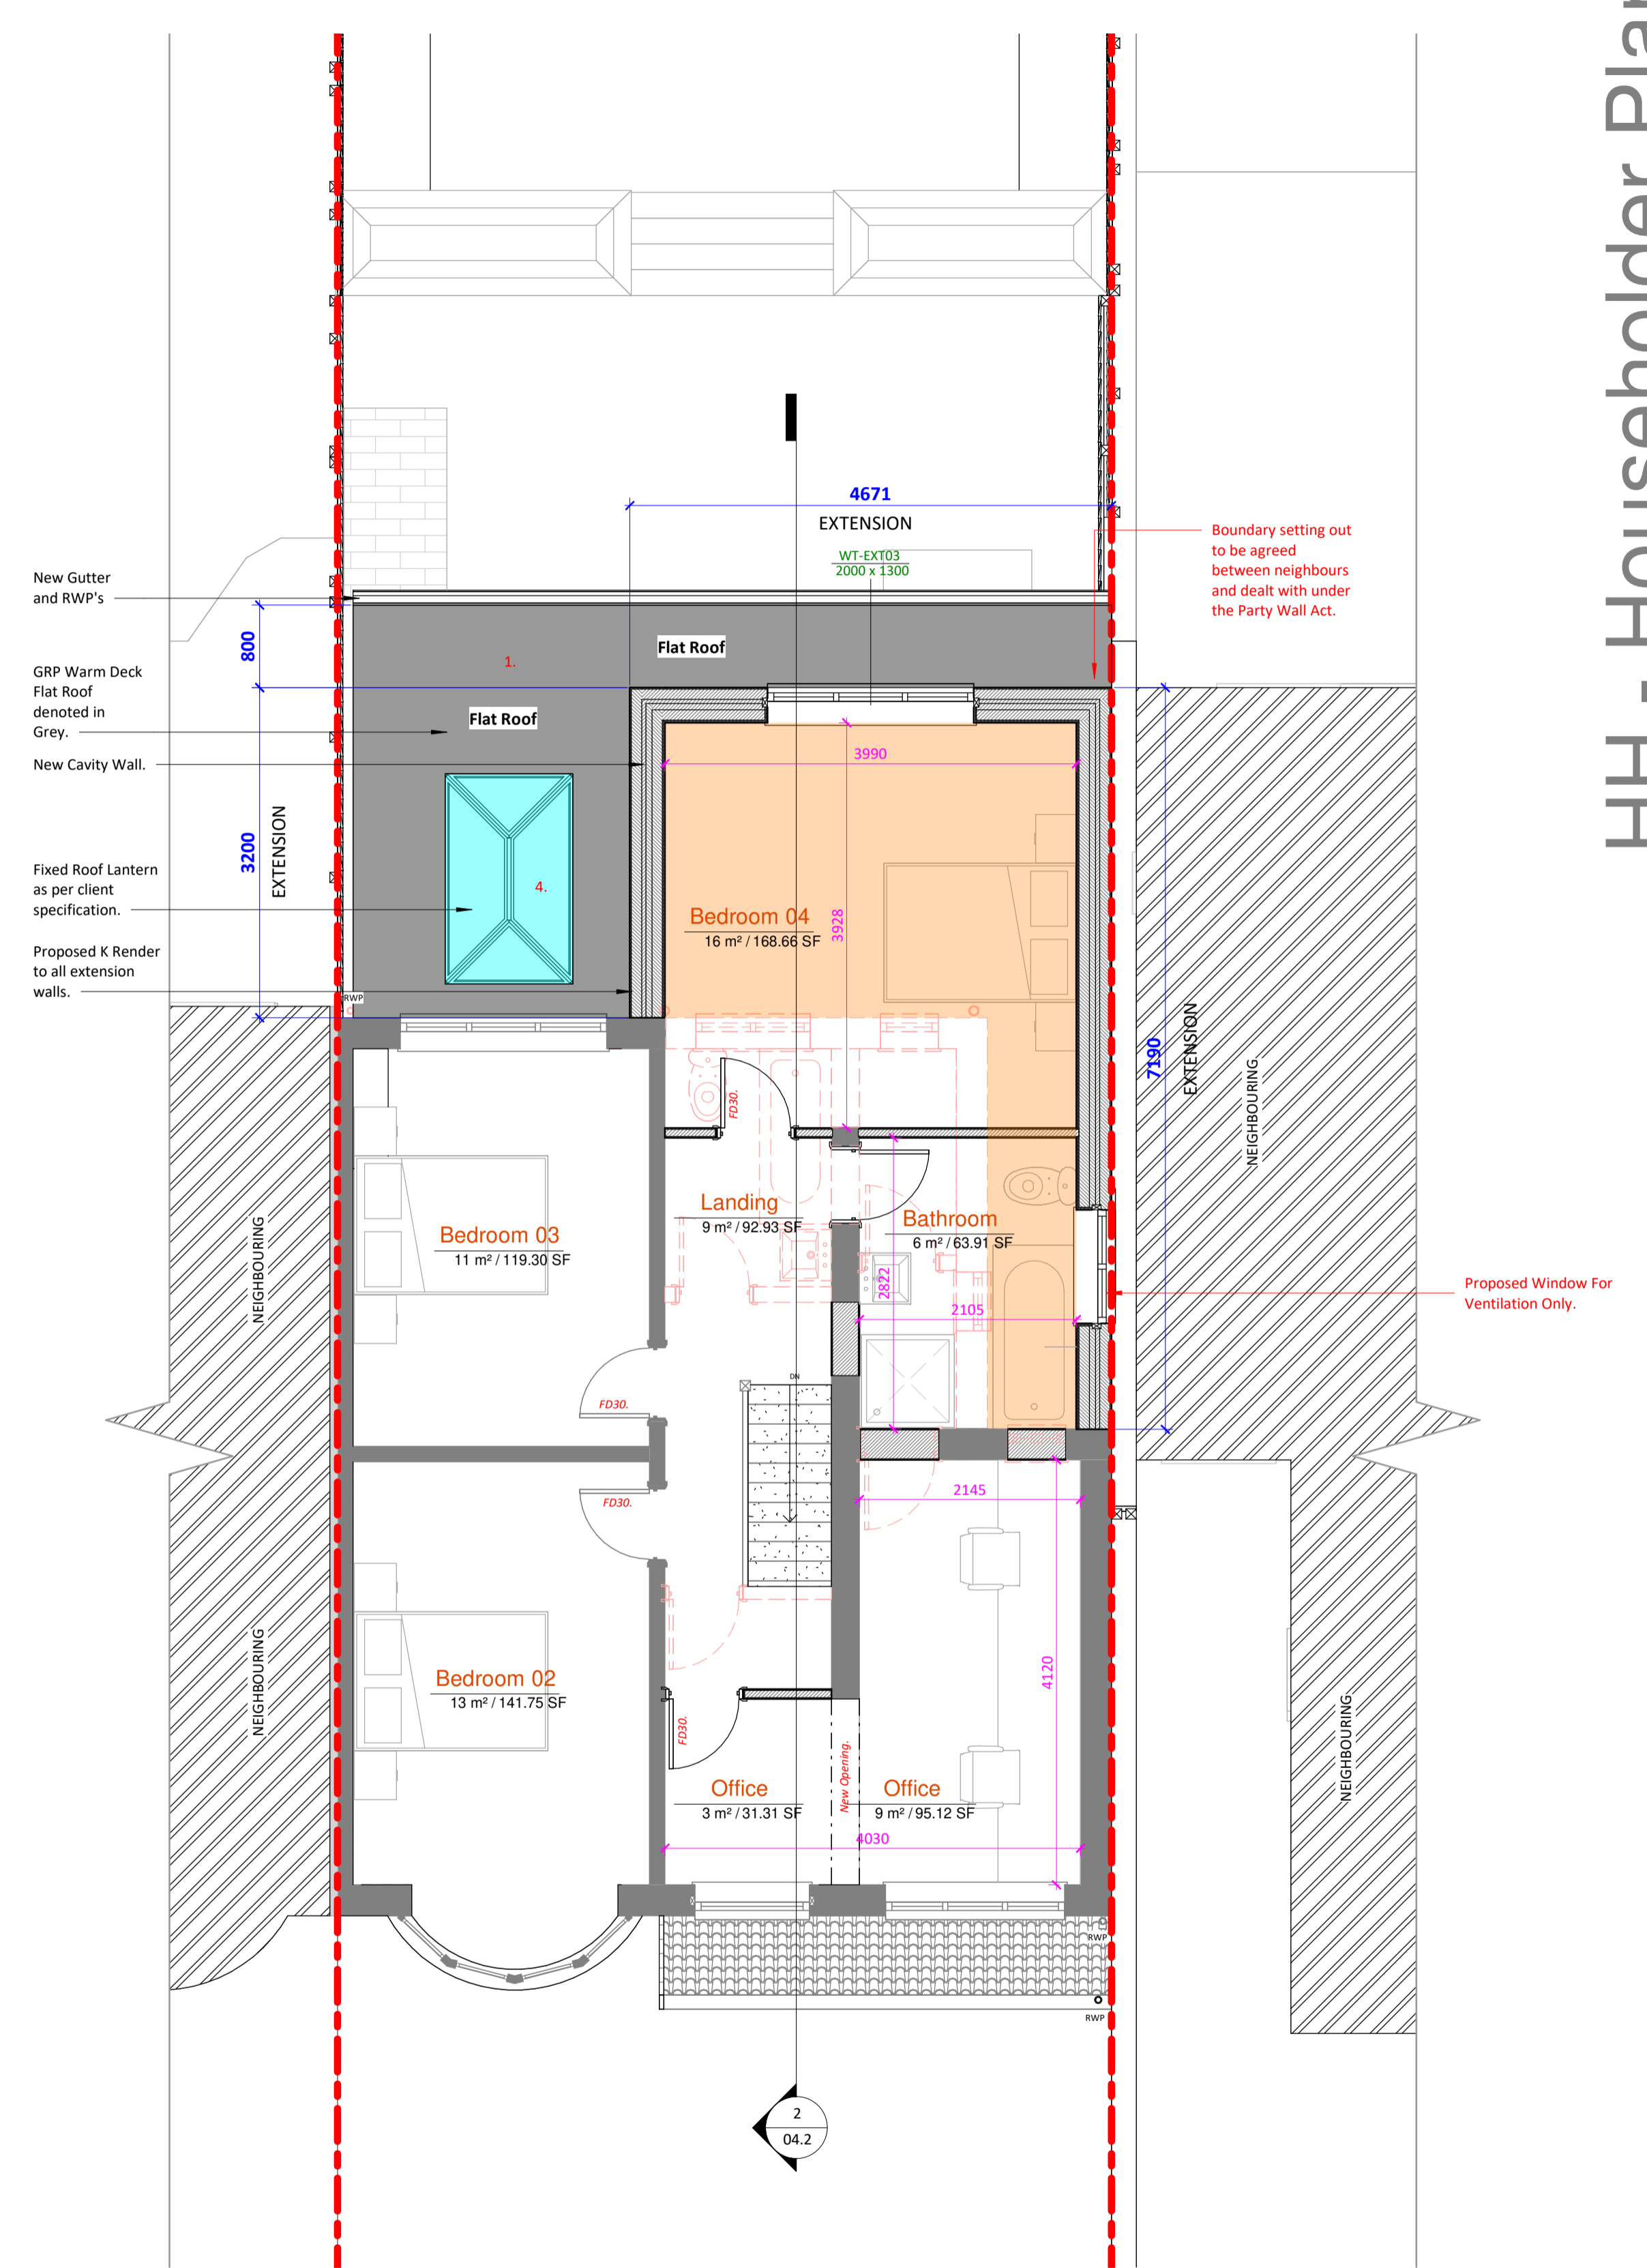 HH - Householder Plan
4671
EXTENSION
WT-EXT03
2000 x 1300
Boundary setting out
to be agreed
between neighbours
and dealt with under
the Party Wall Act.
New Gutter
and RWP's
800
Flat Roof
1.
GRP Warm Deck
Flat Roof
denoted in
Grey.
Flat Roof
New Cavity Wall.
3990
3200
EXTENSION
Fixed Roof Lantern
as per client
specification.
4.
Bedroom 04
16 m² / 168.66 SF
3928
Proposed K Render
to all extension
walls.
RWP
7190
EXTENSION
NEIGHBOURING
FD30.
Landing
9 m² / 92.93 SF
Bathroom
6 m² / 63.91 SF
Bedroom 03
11 m² / 119.30 SF
NEIGHBOURING
2822
2105
Proposed Window For
Ventilation Only.
DN
FD30.
2145
FD30.
Bedroom 02
13 m² / 141.75 SF
NEIGHBOURING
4120
FD30.
New Opening.
Office
3 m² / 31.31 SF
Office
9 m² / 95.12 SF
NEIGHBOURING
4030
RWP
RWP
2
04.2